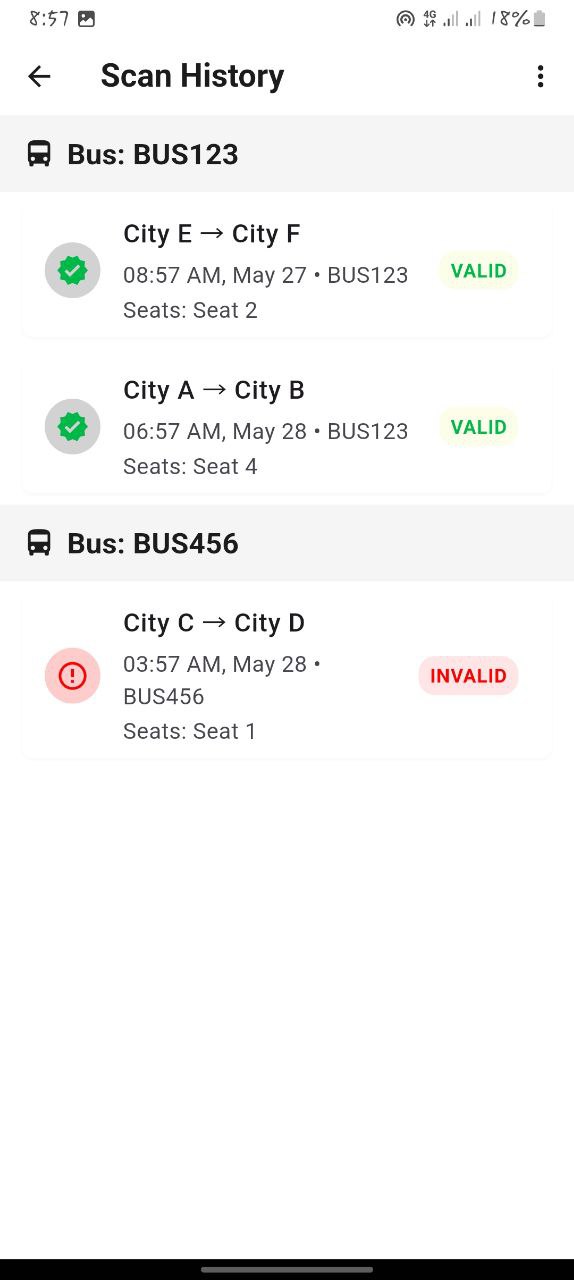 8:57 4G 18%
Scan History
Bus: BUS123
City E → City F
08:57 AM, May 27 • BUS123
VALID
Seats: Seat 2
City A → City B
06:57 AM, May 28 • BUS123
VALID
Seats: Seat 4
Bus: BUS456
City C → City D
03:57 AM, May 28 •
BUS456
INVALID
Seats: Seat 1